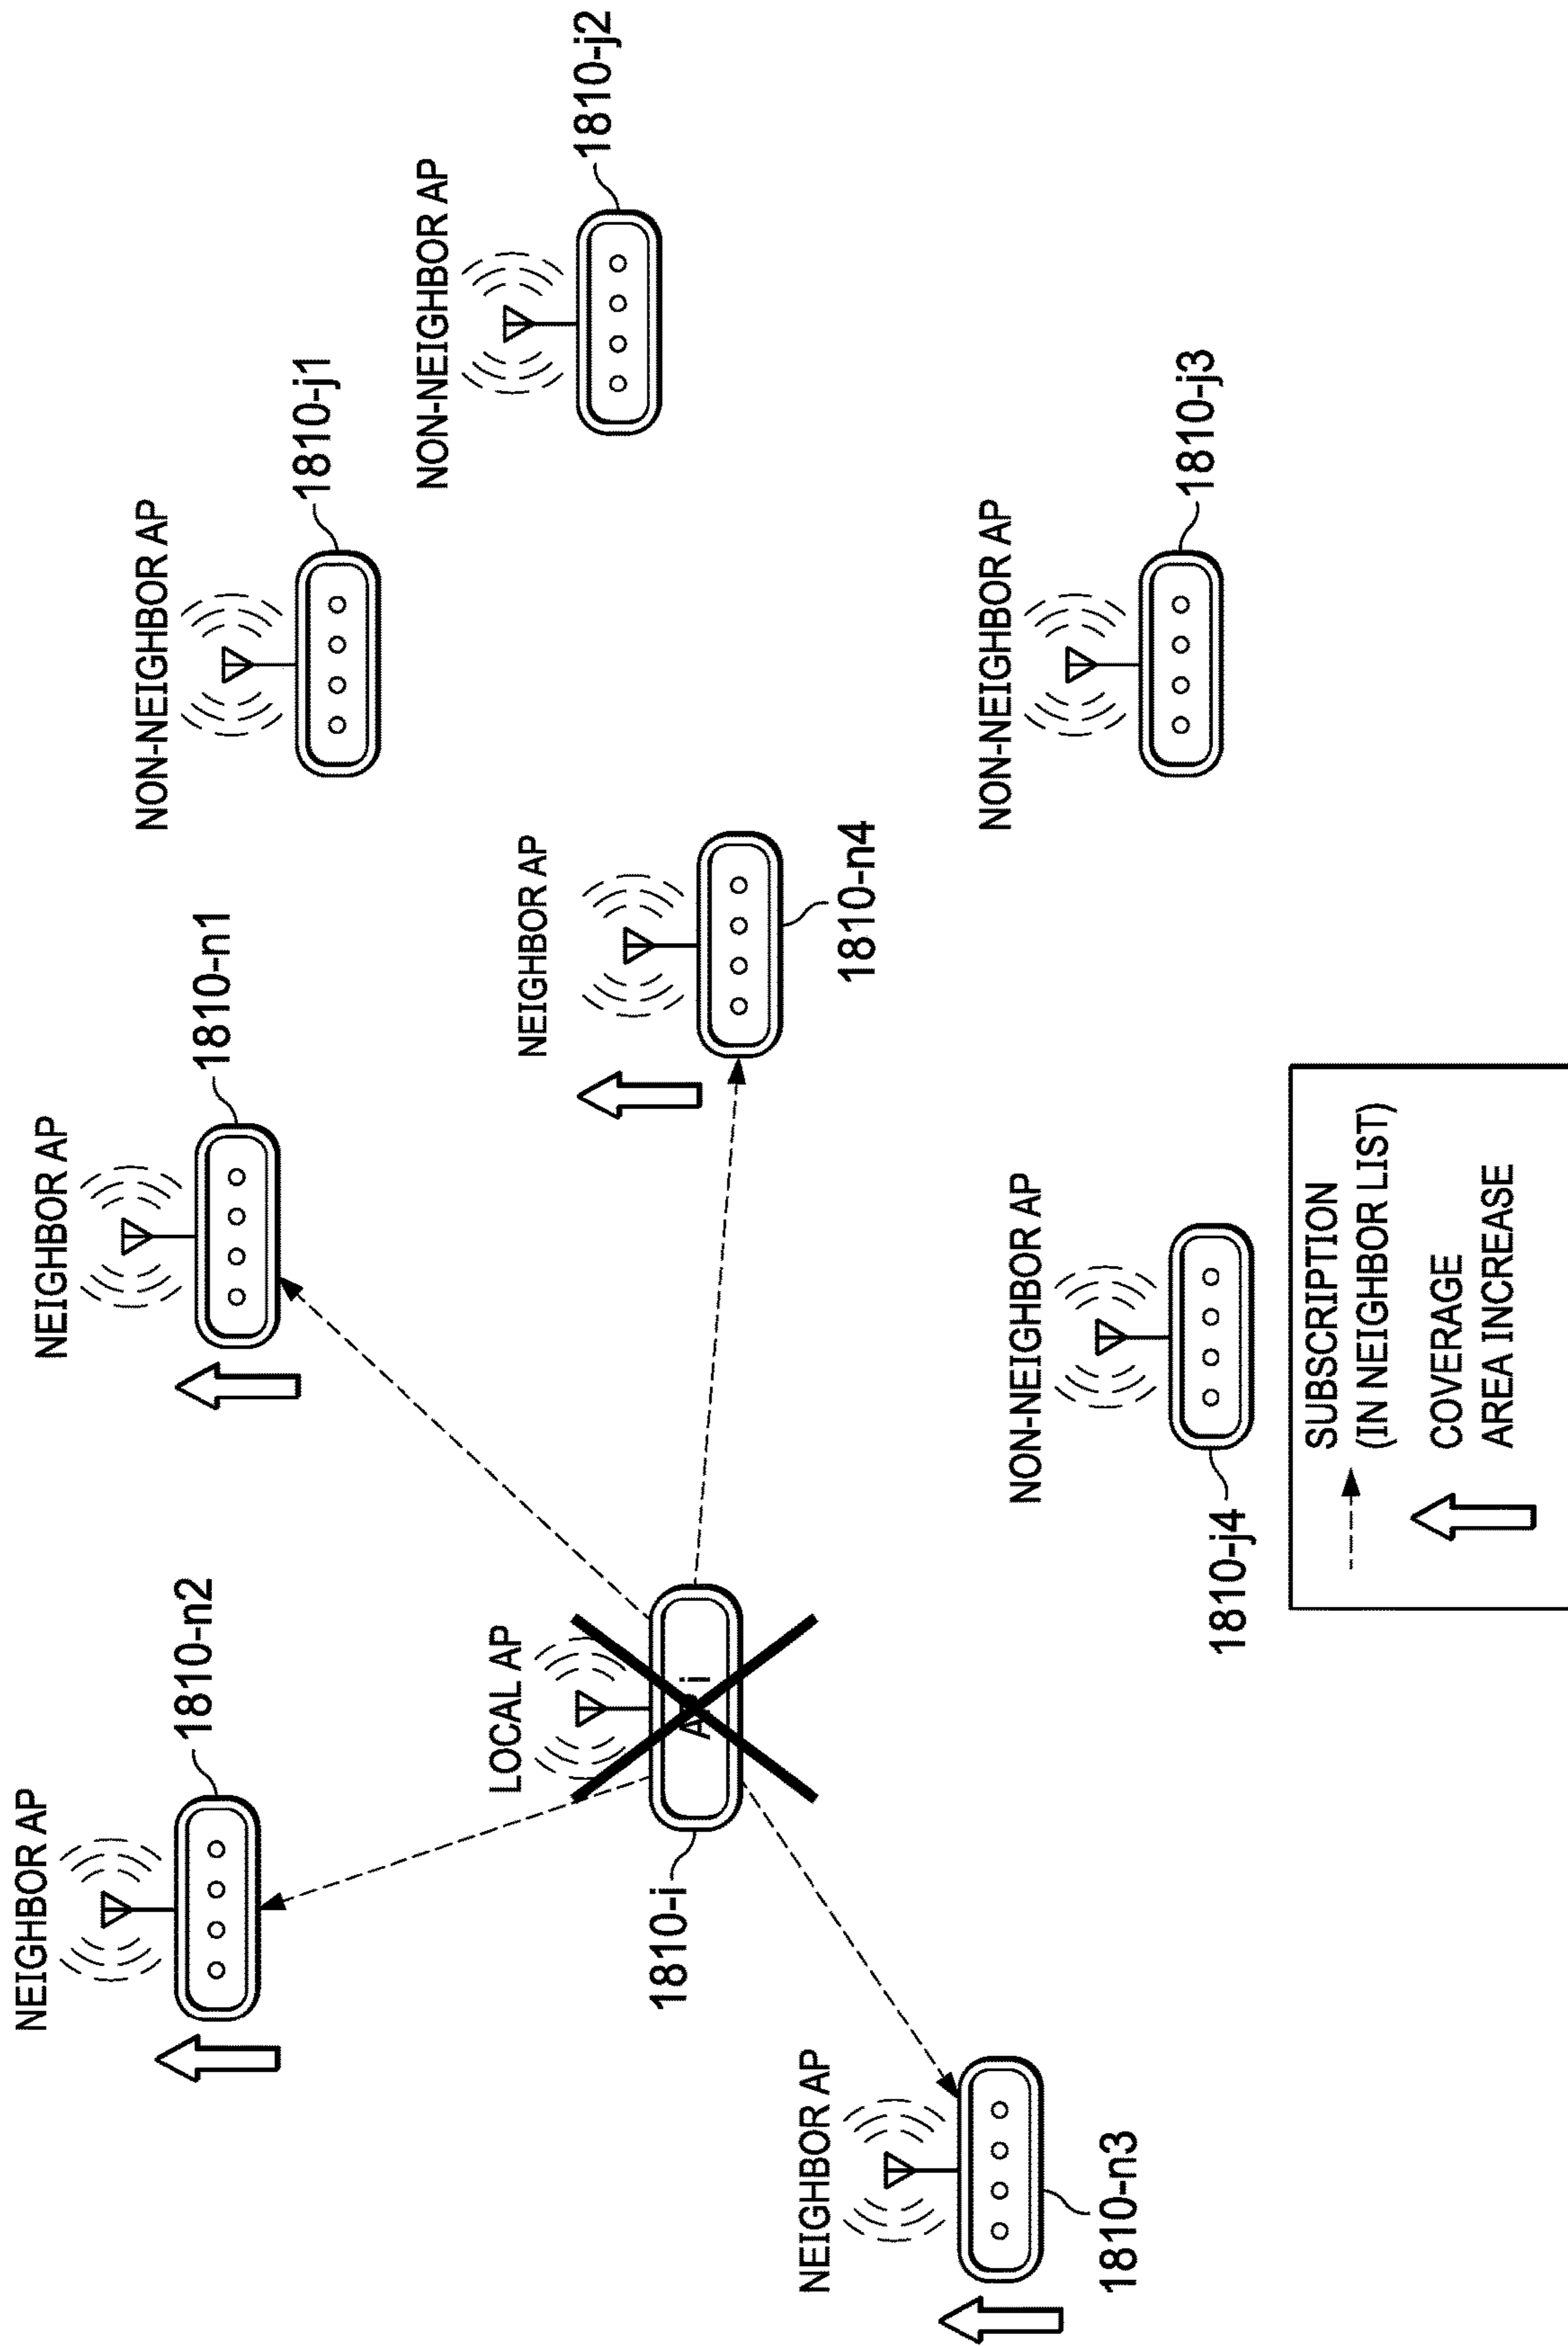 NEIGHBOR AP
1810-n2
NEIGHBOR AP
1810-n1
NON-NEIGHBOR AP
1810-j1
NON-NEIGHBOR AP
1810-j2
LOCAL AP
1810-i
NEIGHBOR AP
1810-n4
NEIGHBOR AP
1810-n3
NON-NEIGHBOR AP
1810-j4
NON-NEIGHBOR AP
1810-j3
SUBSCRIPTION
(IN NEIGHBOR LIST)
COVERAGE
AREA INCREASE